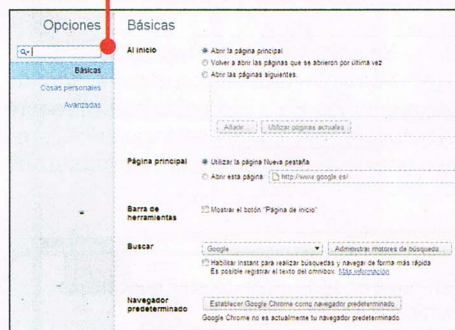 Opciones
Básicas
Cosas personales
Avanzadas
Básicas
Al inicio
Abrir la página principal
Volver a abrir las páginas que se abrieron por última vez
Abrir las páginas siguientes.
Añadir... Utilizar páginas actuales
Página principal
Utilizar la página Nueva pestaña
Abrir esta página: http://www.google.es/
Barra de herramientas
Mostrar el botón "Página de inicio"
Buscar
Google Administrar motores de búsqueda...
Habilitar Instant para realizar búsquedas y navegar de forma más rápida
Es posible registrar el texto del omnibox. Más información
Navegador predeterminado
Establecer Google Chrome como navegador predeterminado
Google Chrome no es actualmente tu navegador predeterminado.